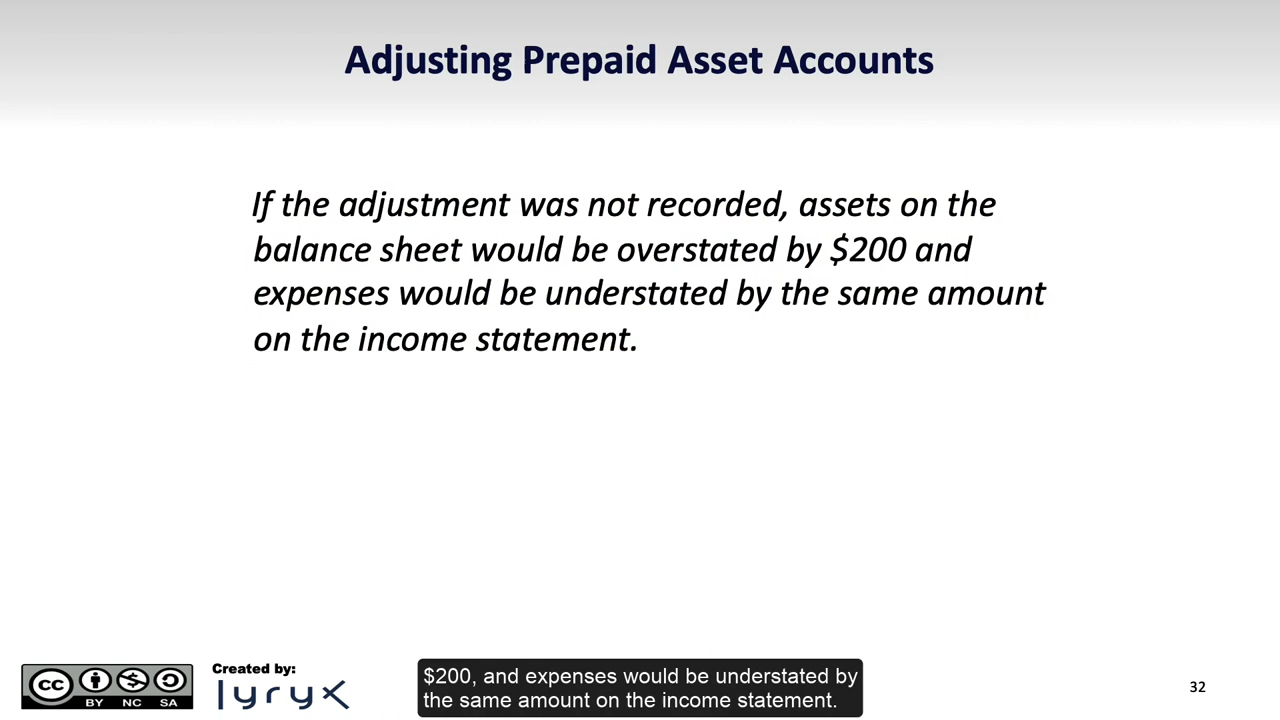 Adjusting Prepaid Asset Accounts
If the adjustment was not recorded, assets on the
balance sheet would be overstated by $200 and
expenses would be understated by the same amount
on the income statement.
cc
BY NC SA
Created by:
lyryx
$200, and expenses would be understated by
the same amount on the income statement.
32